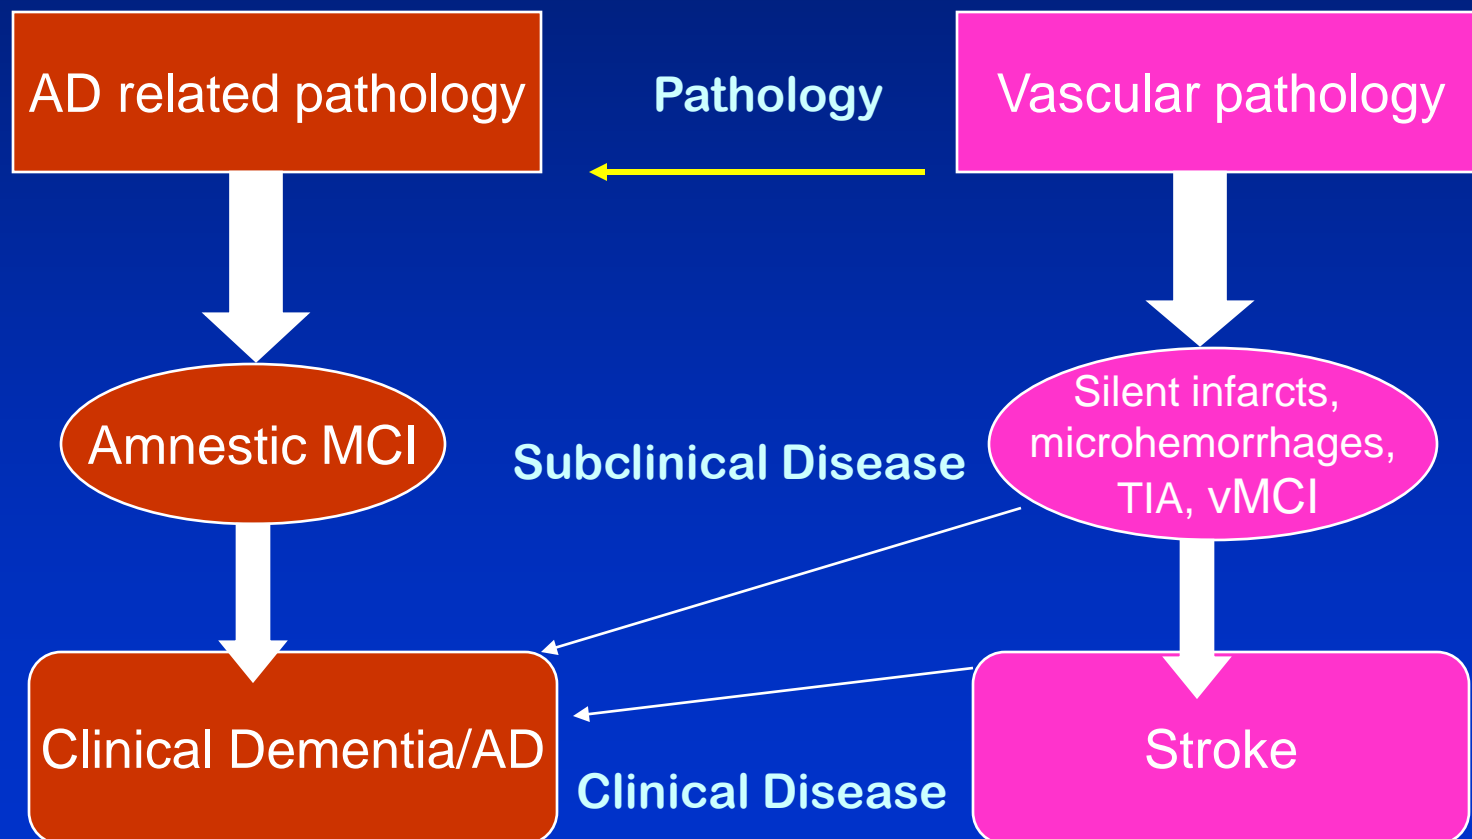 AD related pathology
Pathology
Vascular pathology
Amnestic MCI
Subclinical Disease
Silent infarcts,
microhemorrhages,
TIA, vMCI
Clinical Dementia/AD
Clinical Disease
Stroke